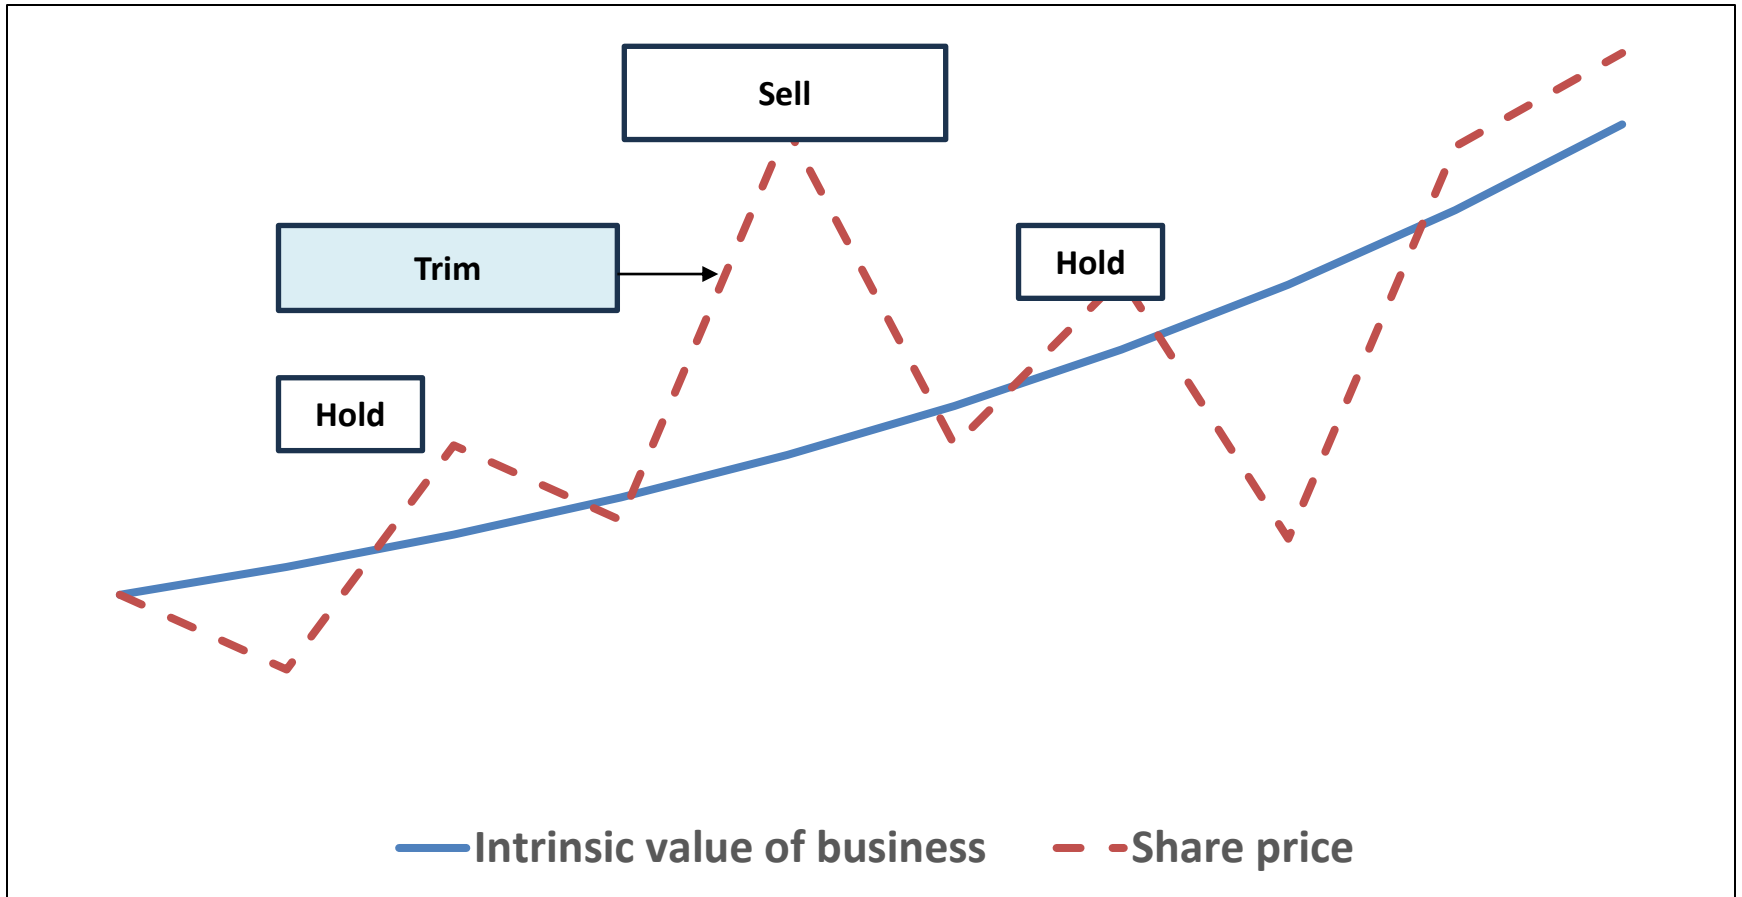 Sell
Trim
Hold
Hold
Intrinsic value of business
Share price